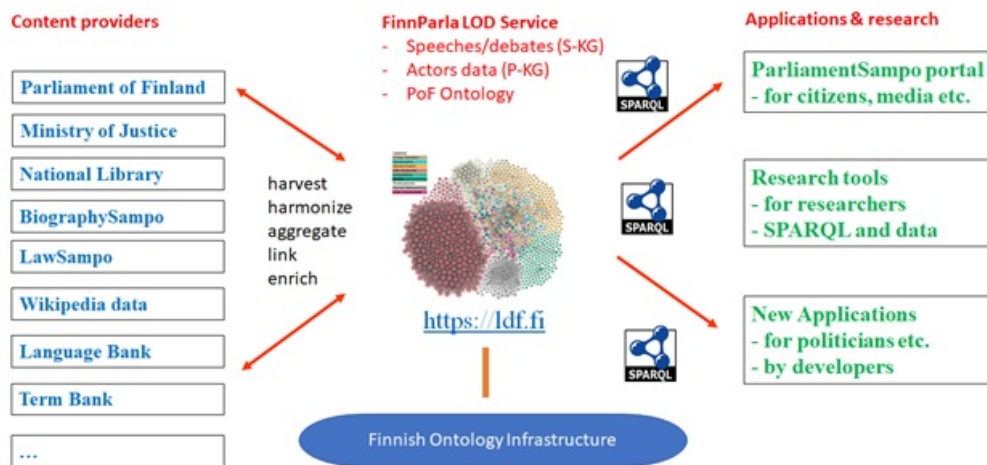 Content providers
Parliament of Finland
Ministry of Justice
National Library
BiographySampo
LawSampo
Wikipedia data
Language Bank
Term Bank
...
harvest
harmonize
aggregate
link
enrich
FinnParla LOD Service
- Speeches/debates (S-KG)
- Actors data (P-KG)
- PoF Ontology
https://ldf.fi
Finnish Ontology Infrastructure
SPARQL
SPARQL
SPARQL
Applications & research
ParliamentSampo portal
- for citizens, media etc.
Research tools
- for researchers
- SPARQL and data
New Applications
- for politicians etc.
- by developers